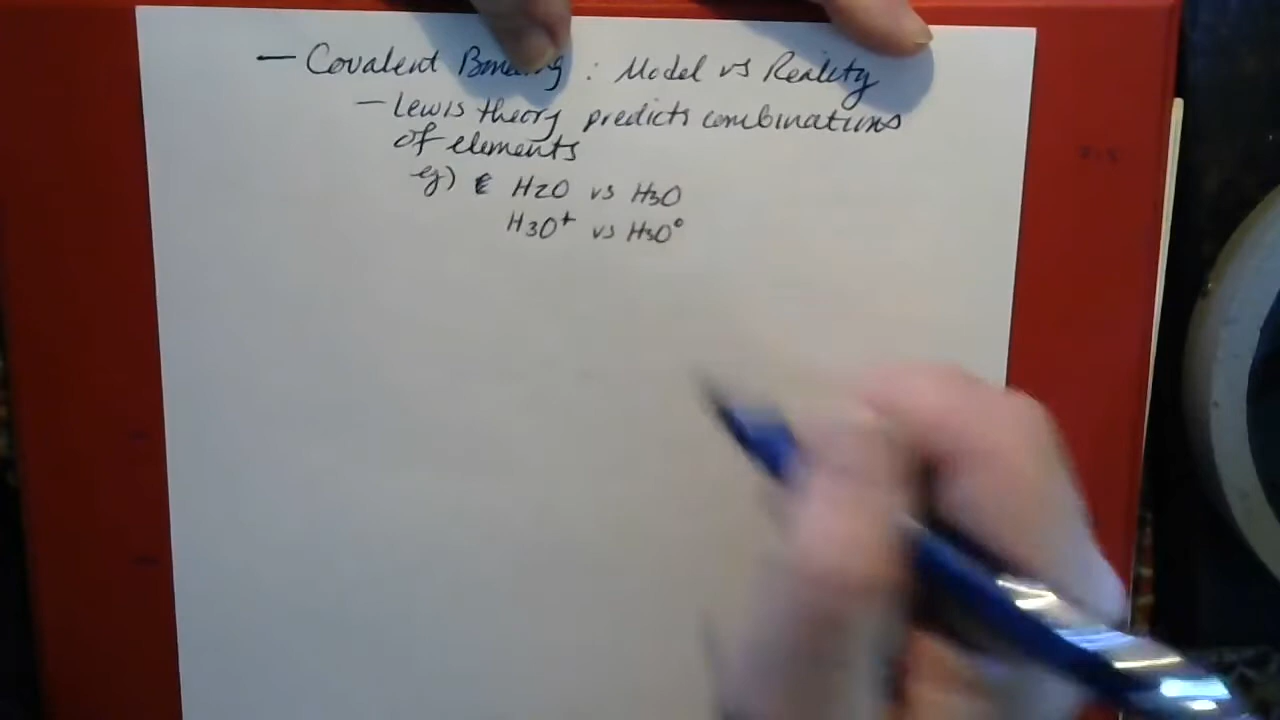 — Covalent Bonding : Model vs Reality
— Lewis theory predicts combinations
of elements
eg) H2O vs H3O
H3O+ vs H3O°